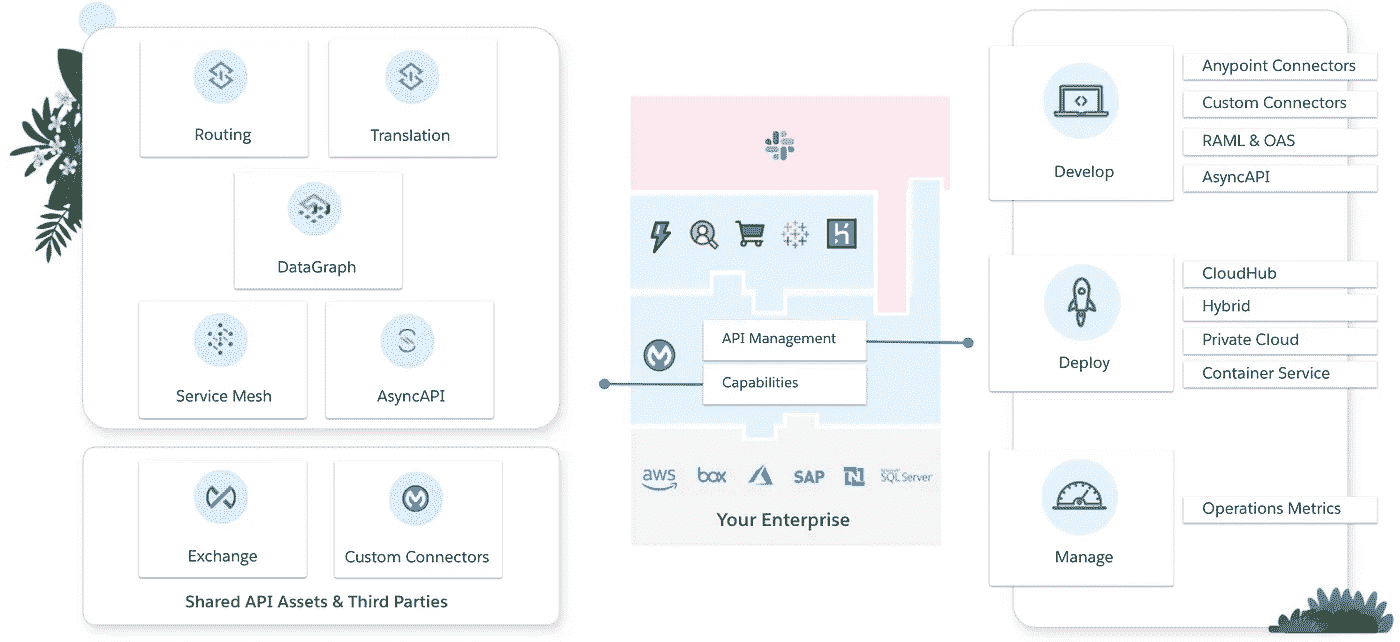 Routing
Translation
DataGraph
Service Mesh
AsyncAPI
Exchange
Custom Connectors
Shared API Assets & Third Parties
API Management
Capabilities
aws
box
SAP
N
SQL Server
Your Enterprise
Develop
Anypoint Connectors
Custom Connectors
RAML & OAS
AsyncAPI
Deploy
CloudHub
Hybrid
Private Cloud
Container Service
Manage
Operations Metrics